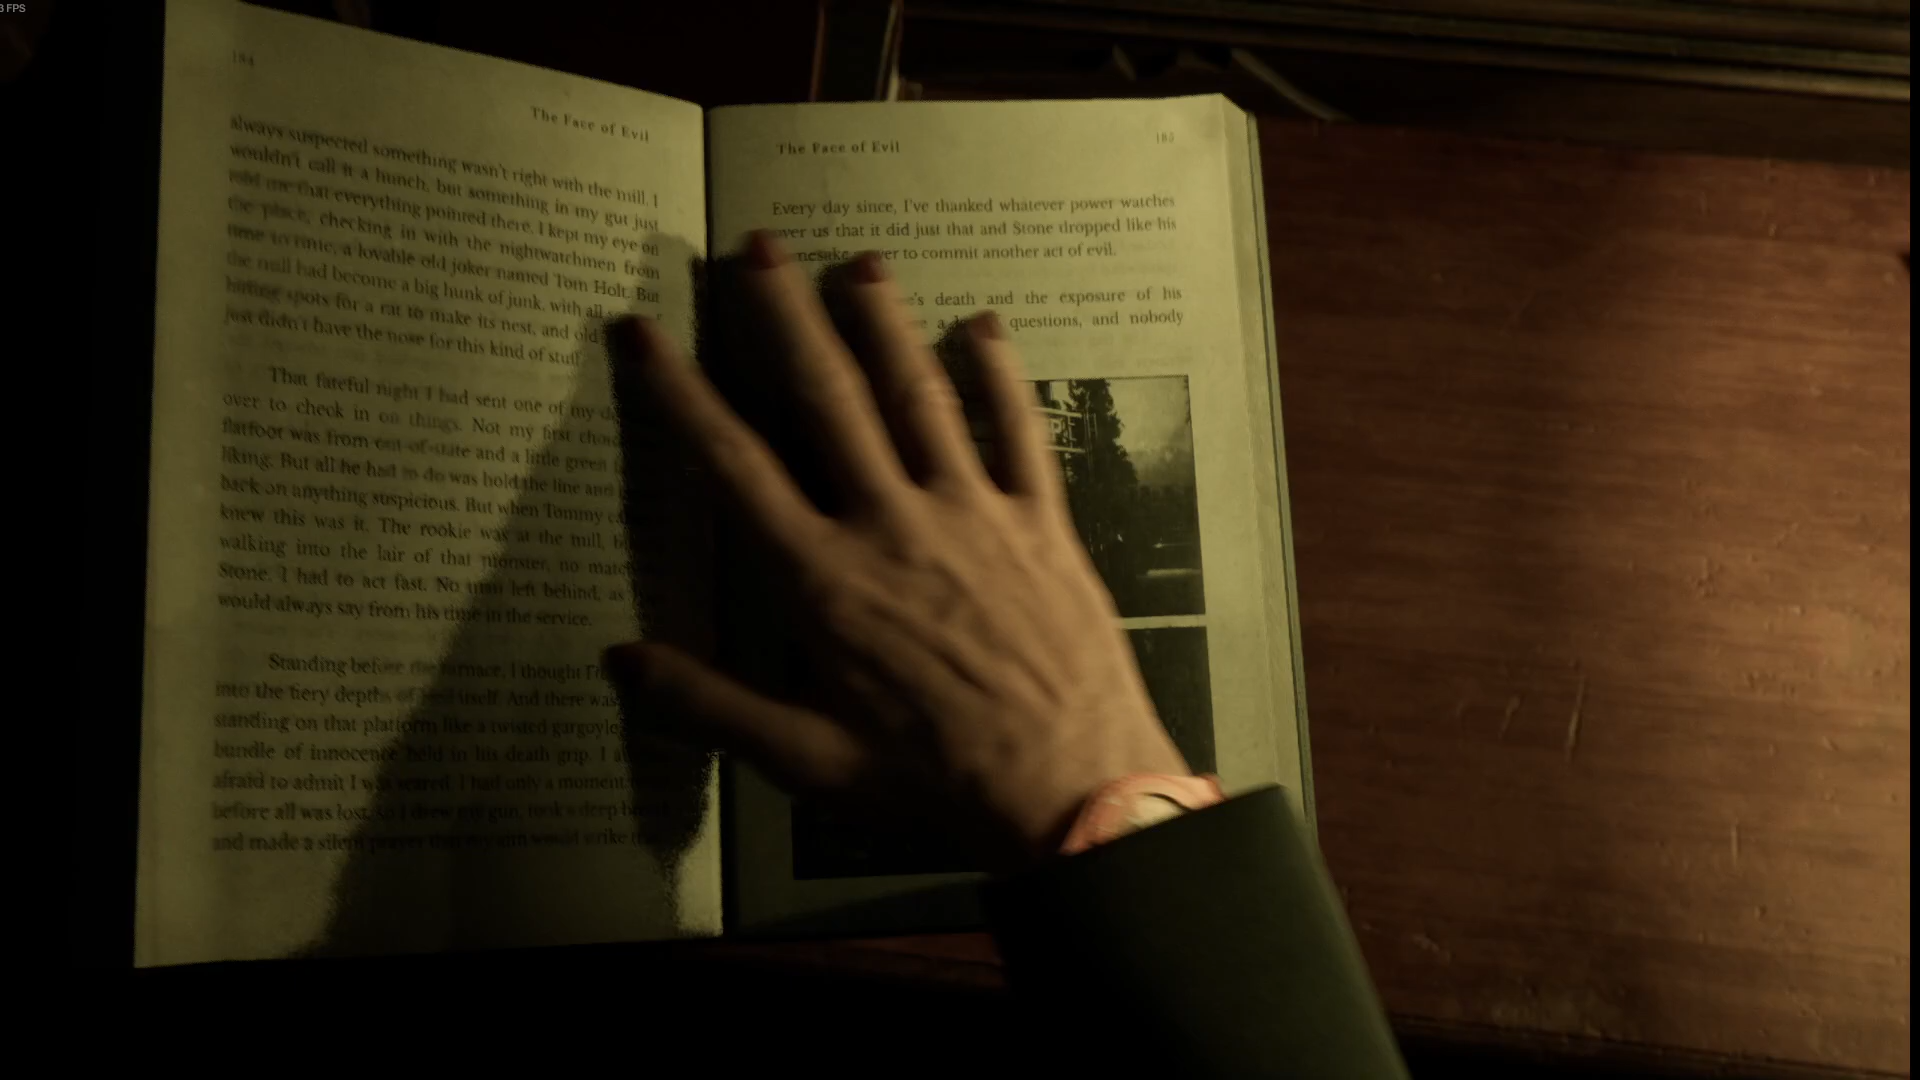 3 FPS
184
The Face of Evil
always suspected something wasn't right with the mill. I
wouldn't call it a hunch, but something in my gut just
told me that everything pointed there. I kept my eye on
the place, checking in with the nightwatchmen from
time to time, a lovable old joker named Tom Holt. But
the mill had become a big hunk of junk, with all
hiding spots for a rat to make its nest, and old
just didn't have the nose for this kind of stuff.
That fateful night I had sent one of my
over to check in on things. Not my first
flatfoot was from out-of-state and a little green
liking. But all he had to do was hold the line and
back on anything suspicious. But when Tommy
knew this was it. The rookie was at the mill,
walking into the lair of that monster, no
Stone. I had to act fast. No man left behind, as
would always say from his time in the service.
Standing before the furnace, I thought
into the fiery depths of hell itself. And there was
standing on that platform like a twisted gargoyle
bundle of innocence held in his death grip. I
afraid to admit I was scared. I had only a moment
before all was lost, so I drew my gun, took a deep
and made a silent prayer that my aim would strike
The Face of Evil
185
Every day since, I've thanked whatever power watches
over us that it did just that and Stone dropped like his
to commit another act of evil.
death and the exposure of his
a questions, and nobody